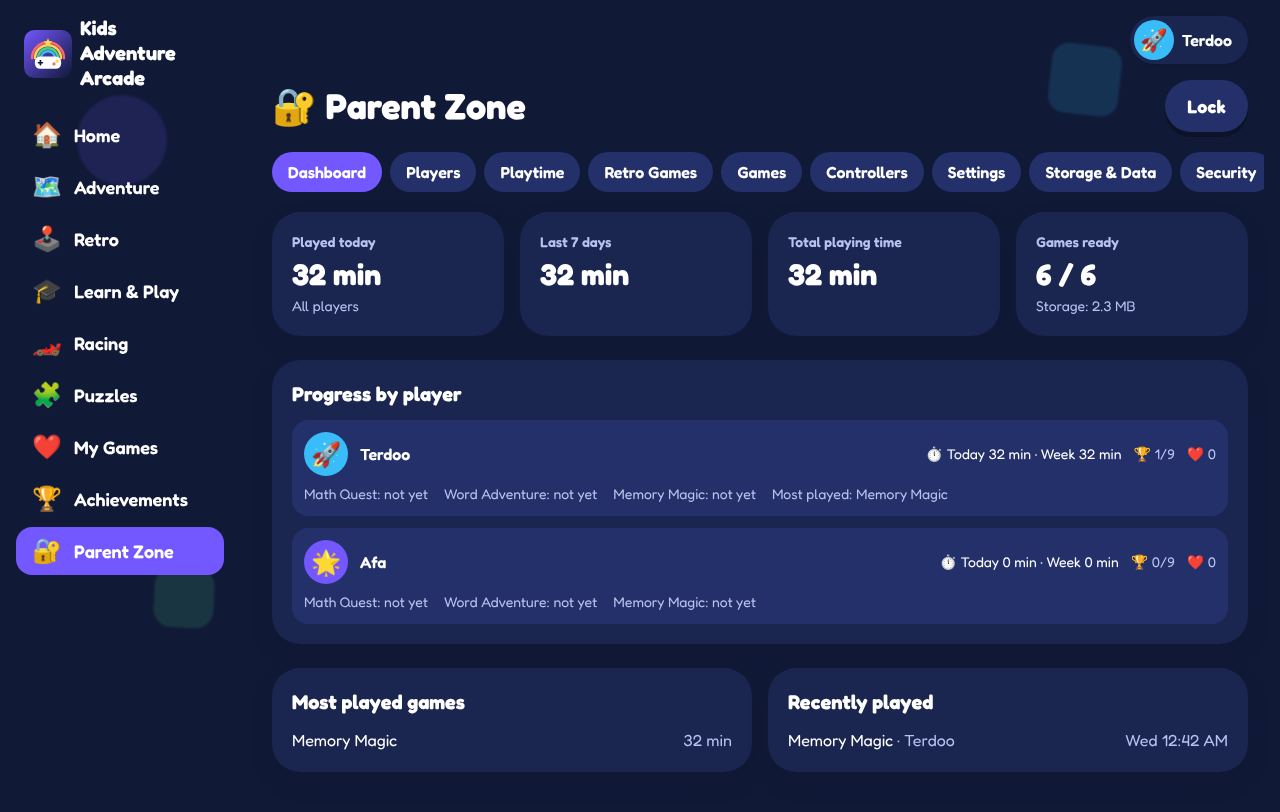 Kids
Adventure
Arcade
Terdoo
Parent Zone
Lock
Home
Adventure
Retro
Learn & Play
Racing
Puzzles
My Games
Achievements
Parent Zone
Dashboard Players Playtime Retro Games Games Controllers Settings Storage & Data Security
Played today
32 min
All players
Last 7 days
32 min
Total playing time
32 min
Games ready
6 / 6
Storage: 2.3 MB
Progress by player
Terdoo
Today 32 min · Week 32 min 1/9 0
Math Quest: not yet Word Adventure: not yet Memory Magic: not yet Most played: Memory Magic
Afa
Today 0 min · Week 0 min 0/9 0
Math Quest: not yet Word Adventure: not yet Memory Magic: not yet
Most played games
Memory Magic 32 min
Recently played
Memory Magic · Terdoo Wed 12:42 AM